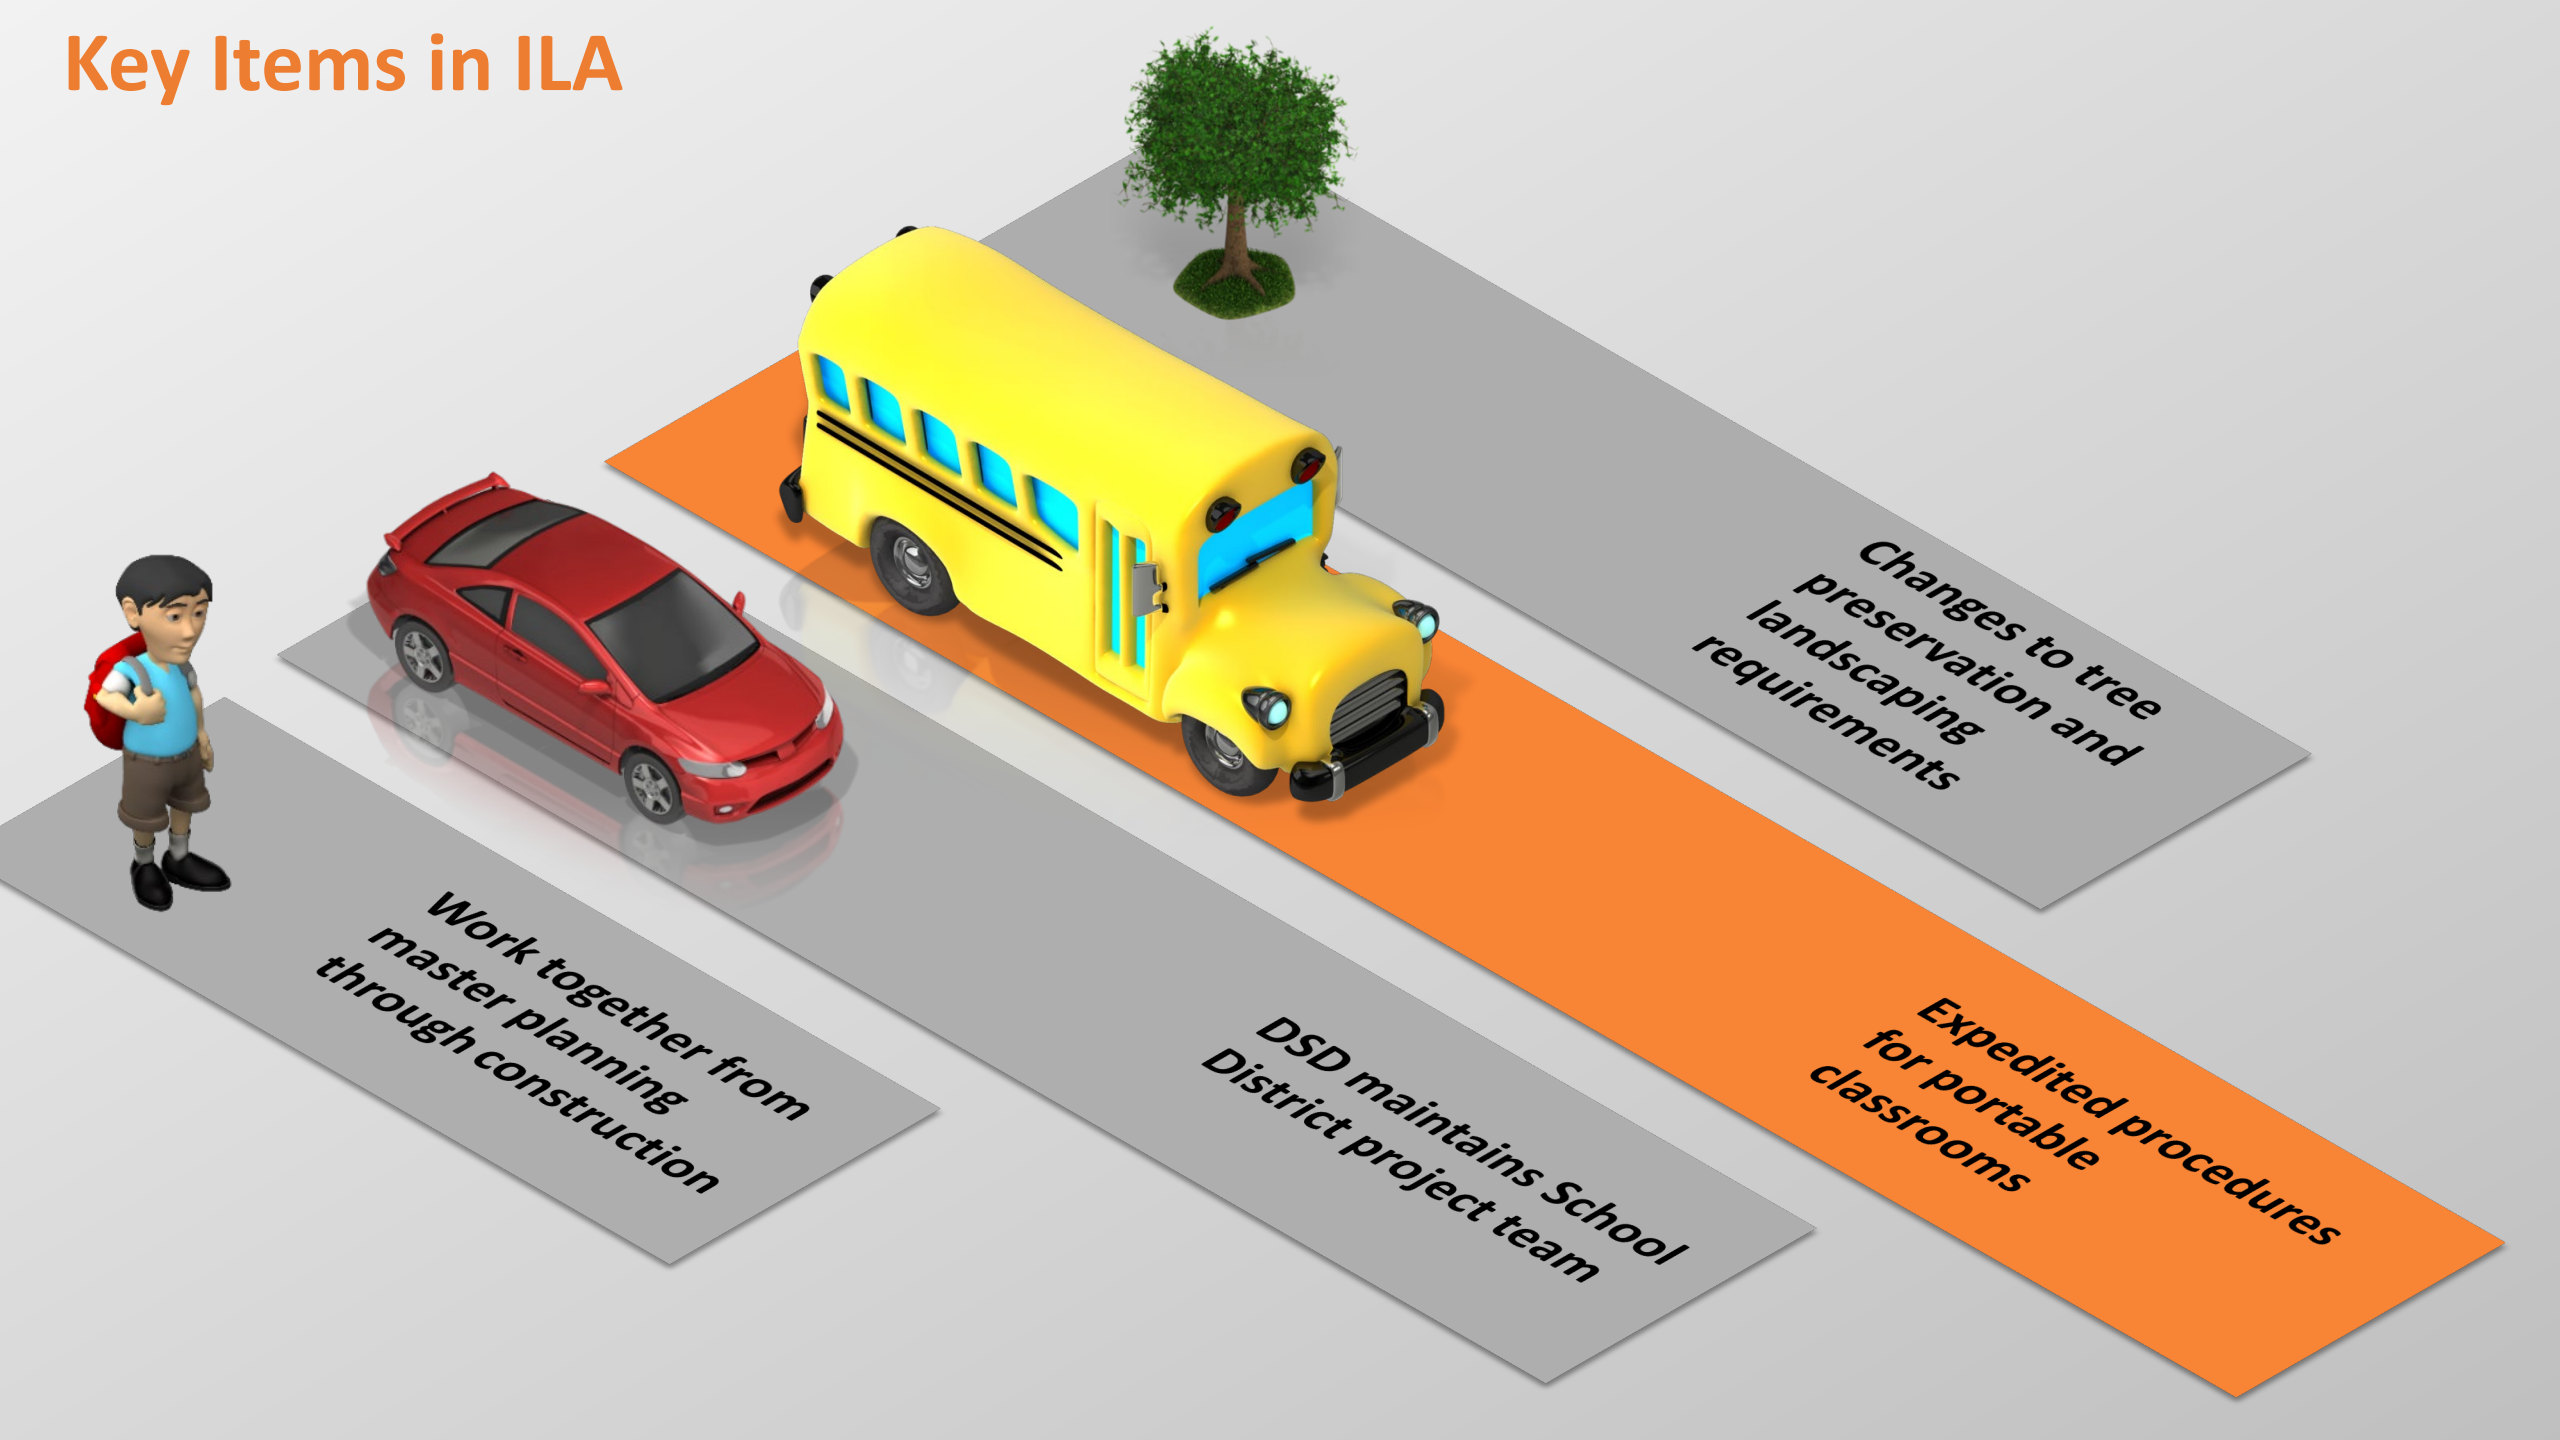 Key Items in ILA
Work together from
master planning
through construction
DSD maintains School
District project team
Expedited procedures
for portable
classrooms
Changes to tree
preservation and
landscaping
requirements